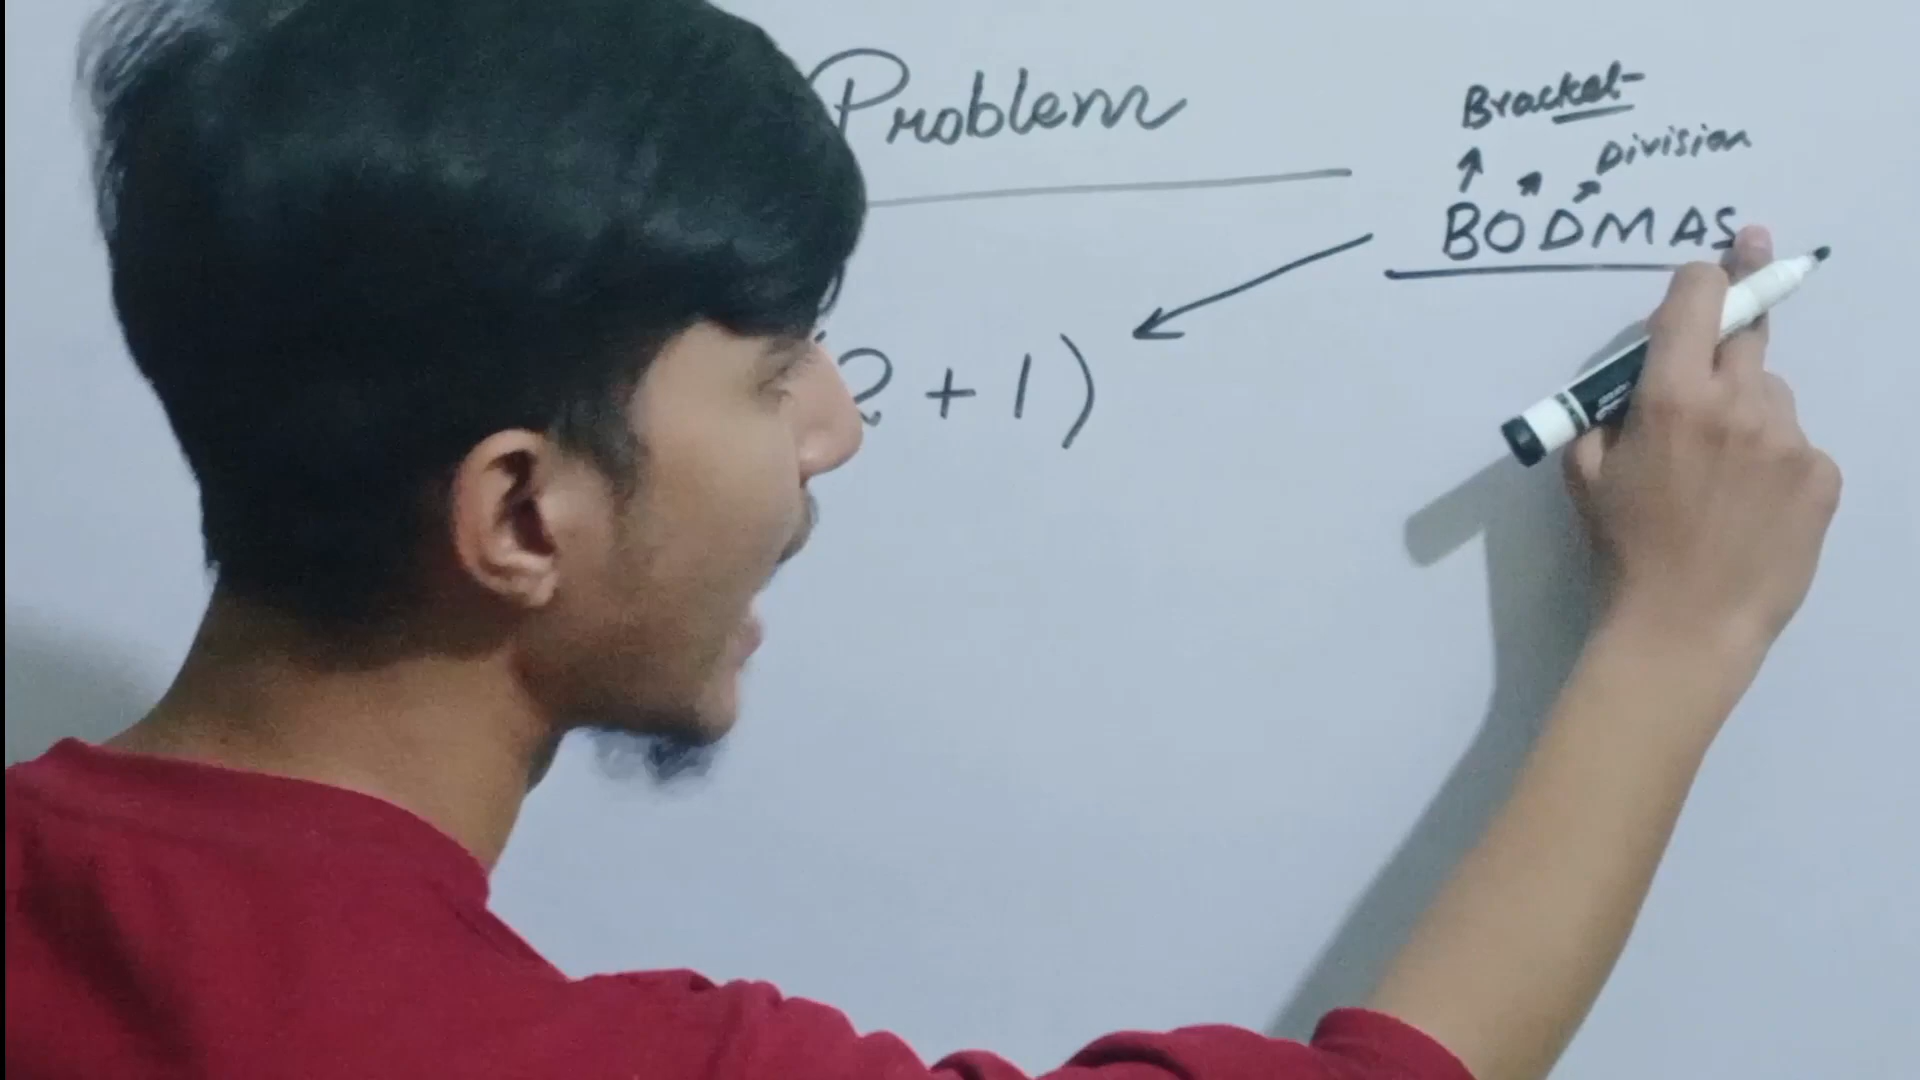 Problem
Bracket
Division
BODMAS
2 + 1)